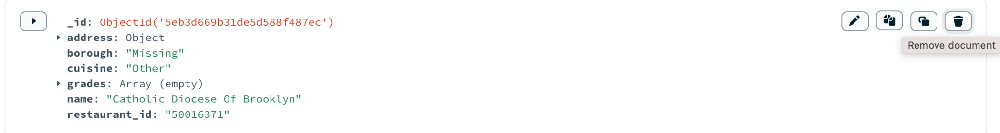 _id: ObjectId('5eb3d669b31de5d588f487ec')
address: Object
borough: "Missing"
cuisine: "Other"
grades: Array (empty)
name: "Catholic Diocese Of Brooklyn"
restaurant_id: "50016371"
Remove document